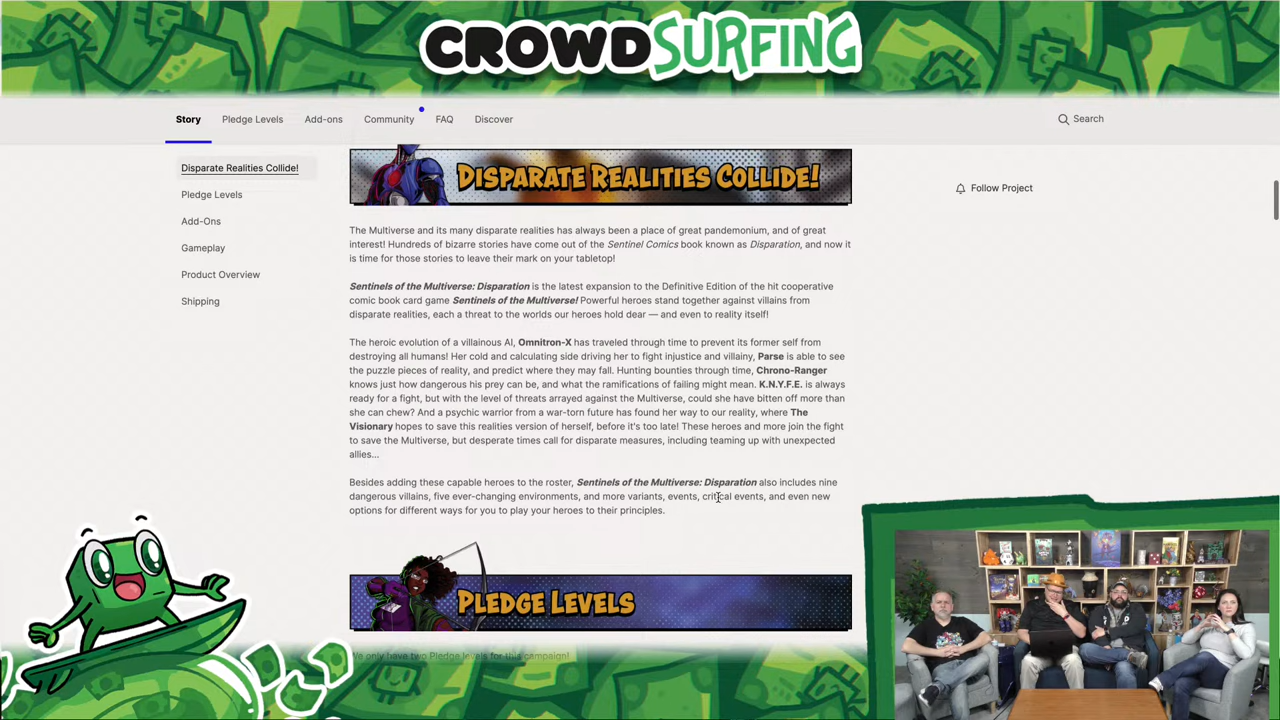 CROWDSURFING
Story Pledge Levels Add-ons Community FAQ Discover Search
Disparate Realities Collide!
Pledge Levels
Add-Ons
Gameplay
Product Overview
Shipping
DISPARATE REALITIES COLLIDE!
Follow Project
The Multiverse and its many disparate realities has always been a place of great pandemonium, and of great
interest! Hundreds of bizarre stories have come out of the Sentinel Comics book known as Disparation, and now it
is time for those stories to leave their mark on your tabletop!
Sentinels of the Multiverse: Disparation is the latest expansion to the Definitive Edition of the hit cooperative
comic book card game Sentinels of the Multiverse! Powerful heroes stand together against villains from
disparate realities, each a threat to the worlds our heroes hold dear — and even to reality itself!
The heroic evolution of a villainous AI, Omnitron-X has traveled through time to prevent its former self from
destroying all humans! Her cold and calculating side driving her to fight injustice and villainy, Parse is able to see
the puzzle pieces of reality, and predict where they may fall. Hunting bounties through time, Chrono-Ranger
knows just how dangerous his prey can be, and what the ramifications of failing might mean. K.N.Y.F.E. is always
ready for a fight, but with the level of threats arrayed against the Multiverse, could she have bitten off more than
she can chew? And a psychic warrior from a war-torn future has found her way to our reality, where The
Visionary hopes to save this realities version of herself, before it's too late! These heroes and more join the fight
to save the Multiverse, but desperate times call for disparate measures, including teaming up with unexpected
allies...
Besides adding these capable heroes to the roster, Sentinels of the Multiverse: Disparation also includes nine
dangerous villains, five ever-changing environments, and more variants, events, critical events, and even new
options for different ways for you to play your heroes to their principles.
PLEDGE LEVELS
We only have two Pledge levels for this campaign!